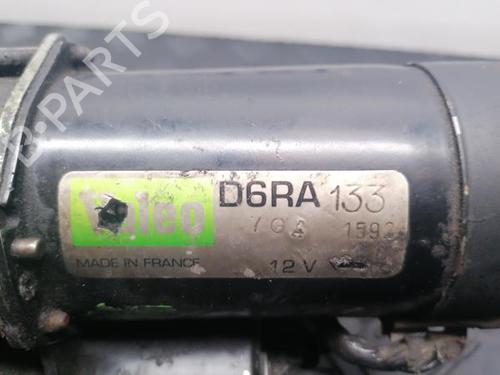 B-PARTS
Valeo D6RA 133
MADE IN FRANCE 12 V